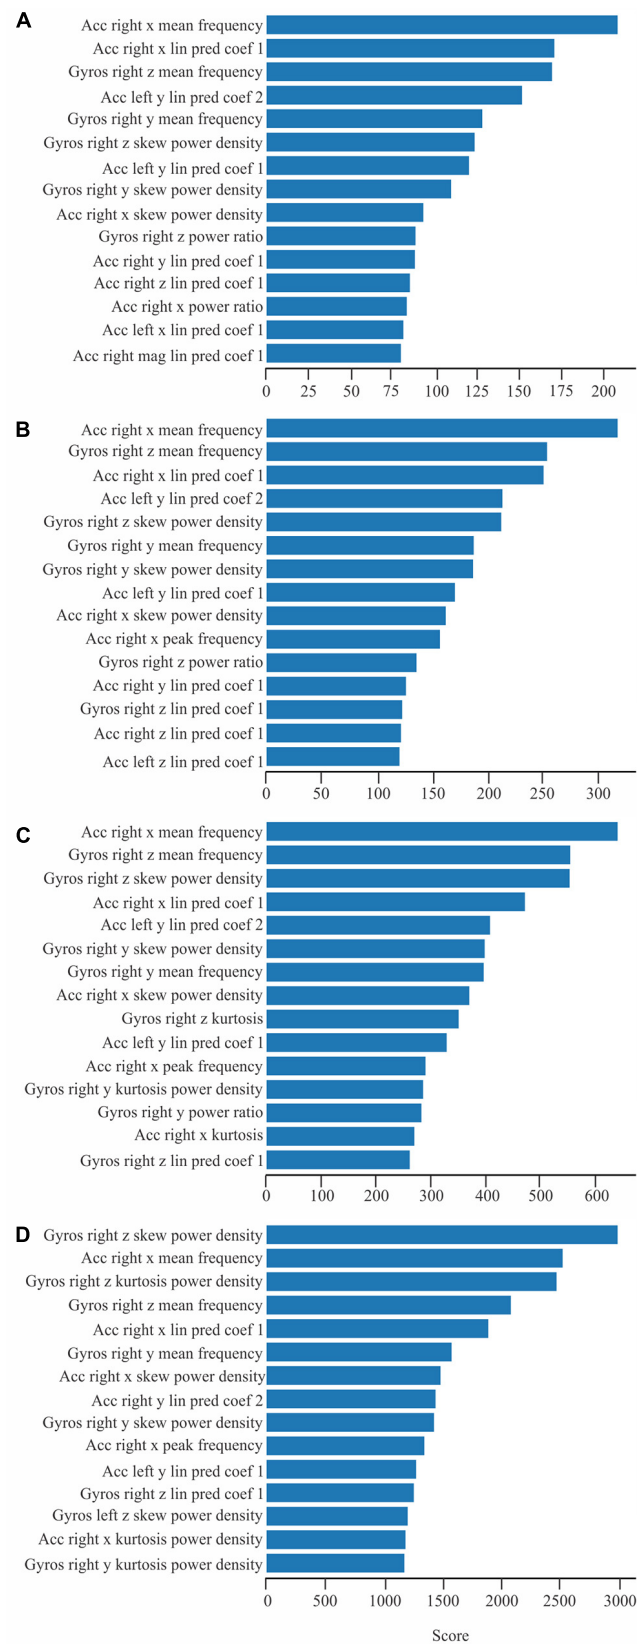 A
Acc right x mean frequency
Acc right x lin pred coef 1
Gyros right z mean frequency
Acc left y lin pred coef 2
Gyros right y mean frequency
Gyros right z skew power density
Acc left y lin pred coef 1
Gyros right y skew power density
Acc right x skew power density
Gyros right z power ratio
Acc right y lin pred coef 1
Acc right z lin pred coef 1
Acc right x power ratio
Acc left x lin pred coef 1
Acc right mag lin pred coef 1
0 25 50 75 100 125 150 175 200
B
Acc right x mean frequency
Gyros right z mean frequency
Acc right x lin pred coef 1
Acc left y lin pred coef 2
Gyros right z skew power density
Gyros right y mean frequency
Gyros right y skew power density
Acc left y lin pred coef 1
Acc right x skew power density
Acc right x peak frequency
Gyros right z power ratio
Acc right y lin pred coef 1
Gyros right z lin pred coef 1
Acc right z lin pred coef 1
Acc left z lin pred coef 1
0 50 100 150 200 250 300
C
Acc right x mean frequency
Gyros right z mean frequency
Gyros right z skew power density
Acc right x lin pred coef 1
Acc left y lin pred coef 2
Gyros right y skew power density
Gyros right y mean frequency
Acc right x skew power density
Gyros right z kurtosis
Acc left y lin pred coef 1
Acc right x peak frequency
Gyros right y kurtosis power density
Gyros right y power ratio
Acc right x kurtosis
Gyros right z lin pred coef 1
0 100 200 300 400 500 600
D
Gyros right z skew power density
Acc right x mean frequency
Gyros right z kurtosis power density
Gyros right z mean frequency
Acc right x lin pred coef 1
Gyros right y mean frequency
Acc right x skew power density
Acc right y lin pred coef 2
Gyros right y skew power density
Acc right x peak frequency
Acc left y lin pred coef 1
Gyros right z lin pred coef 1
Gyros left z skew power density
Acc right x kurtosis power density
Gyros right y kurtosis power density
0 500 1000 1500 2000 2500 3000
Score